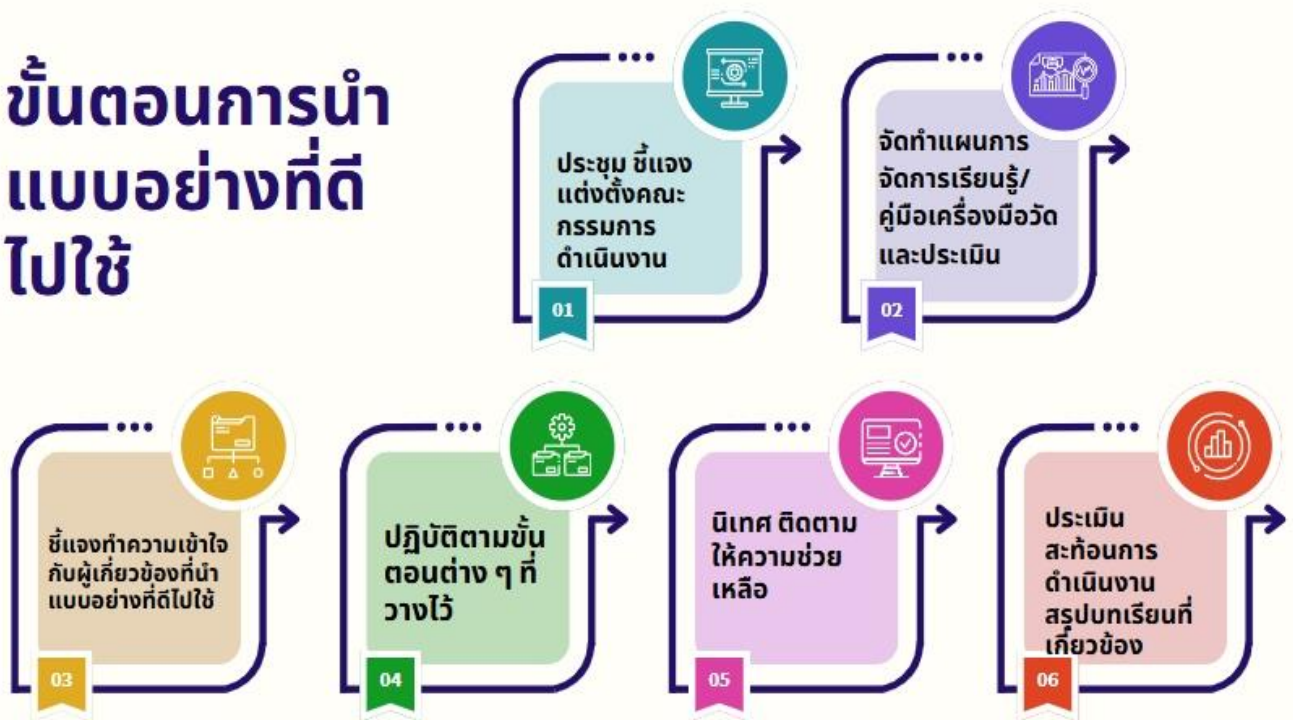 ขั้นตอนการนำ
แบบอย่างที่ดี
ไปใช้
ประชุม ชี้แจง
แต่งตั้งคณะ
กรรมการ
ดำเนินงาน
01
จัดทำแผนการ
จัดการเรียนรู้/
คู่มือเครื่องมือวัด
และประเมิน
02
ชี้แจงทำความเข้าใจ
กับผู้เกี่ยวข้องที่นำ
แบบอย่างที่ดีไปใช้
03
ปฏิบัติตามขั้น
ตอนต่าง ๆ ที่
วางไว้
04
นิเทศ ติดตาม
ให้ความช่วย
เหลือ
05
ประเมิน
สะท้อนการ
ดำเนินงาน
สรุปบทเรียนที่
เกี่ยวข้อง
06